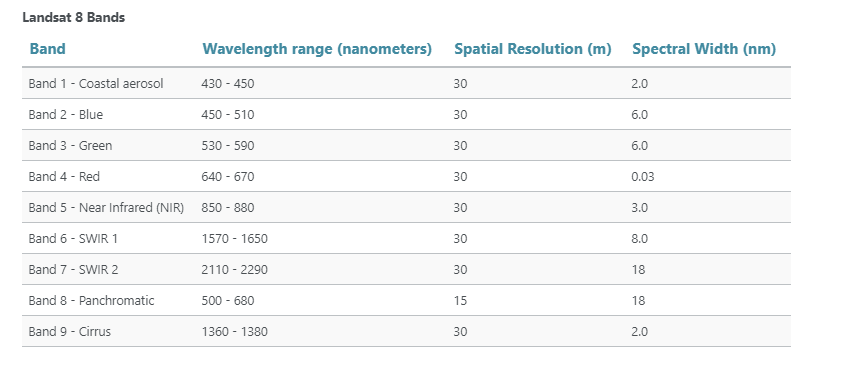 Landsat 8 Bands
Band Wavelength range (nanometers) Spatial Resolution (m) Spectral Width (nm)
Band 1 - Coastal aerosol 430 - 450 30 2.0
Band 2 - Blue 450 - 510 30 6.0
Band 3 - Green 530 - 590 30 6.0
Band 4 - Red 640 - 670 30 0.03
Band 5 - Near Infrared (NIR) 850 - 880 30 3.0
Band 6 - SWIR 1 1570 - 1650 30 8.0
Band 7 - SWIR 2 2110 - 2290 30 18
Band 8 - Panchromatic 500 - 680 15 18
Band 9 - Cirrus 1360 - 1380 30 2.0